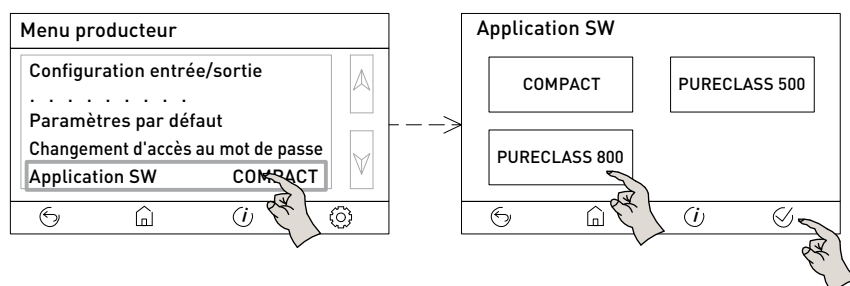 Menu producteur
Configuration entrée/sortie
. . . . . . . . .
Paramètres par défaut
Changement d'accès au mot de passe
Application SW COMPACT
i
Application SW
COMPACT
PURECLASS 500
PURECLASS 800
i